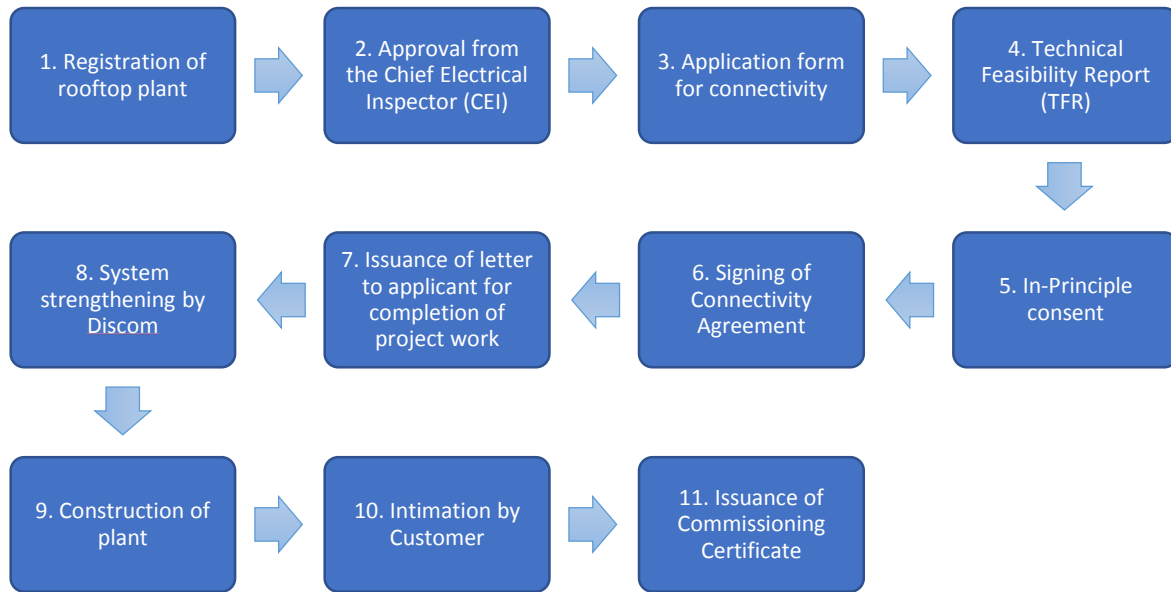 1. Registration of
rooftop plant
2. Approval from
the Chief Electrical
Inspector (CEI)
3. Application form
for connectivity
4. Technical
Feasibility Report
(TFR)
5. In-Principle
consent
6. Signing of
Connectivity
Agreement
7. Issuance of letter
to applicant for
completion of
project work
8. System
strengthening by
Discom
9. Construction of
plant
10. Intimation by
Customer
11. Issuance of
Commissioning
Certificate